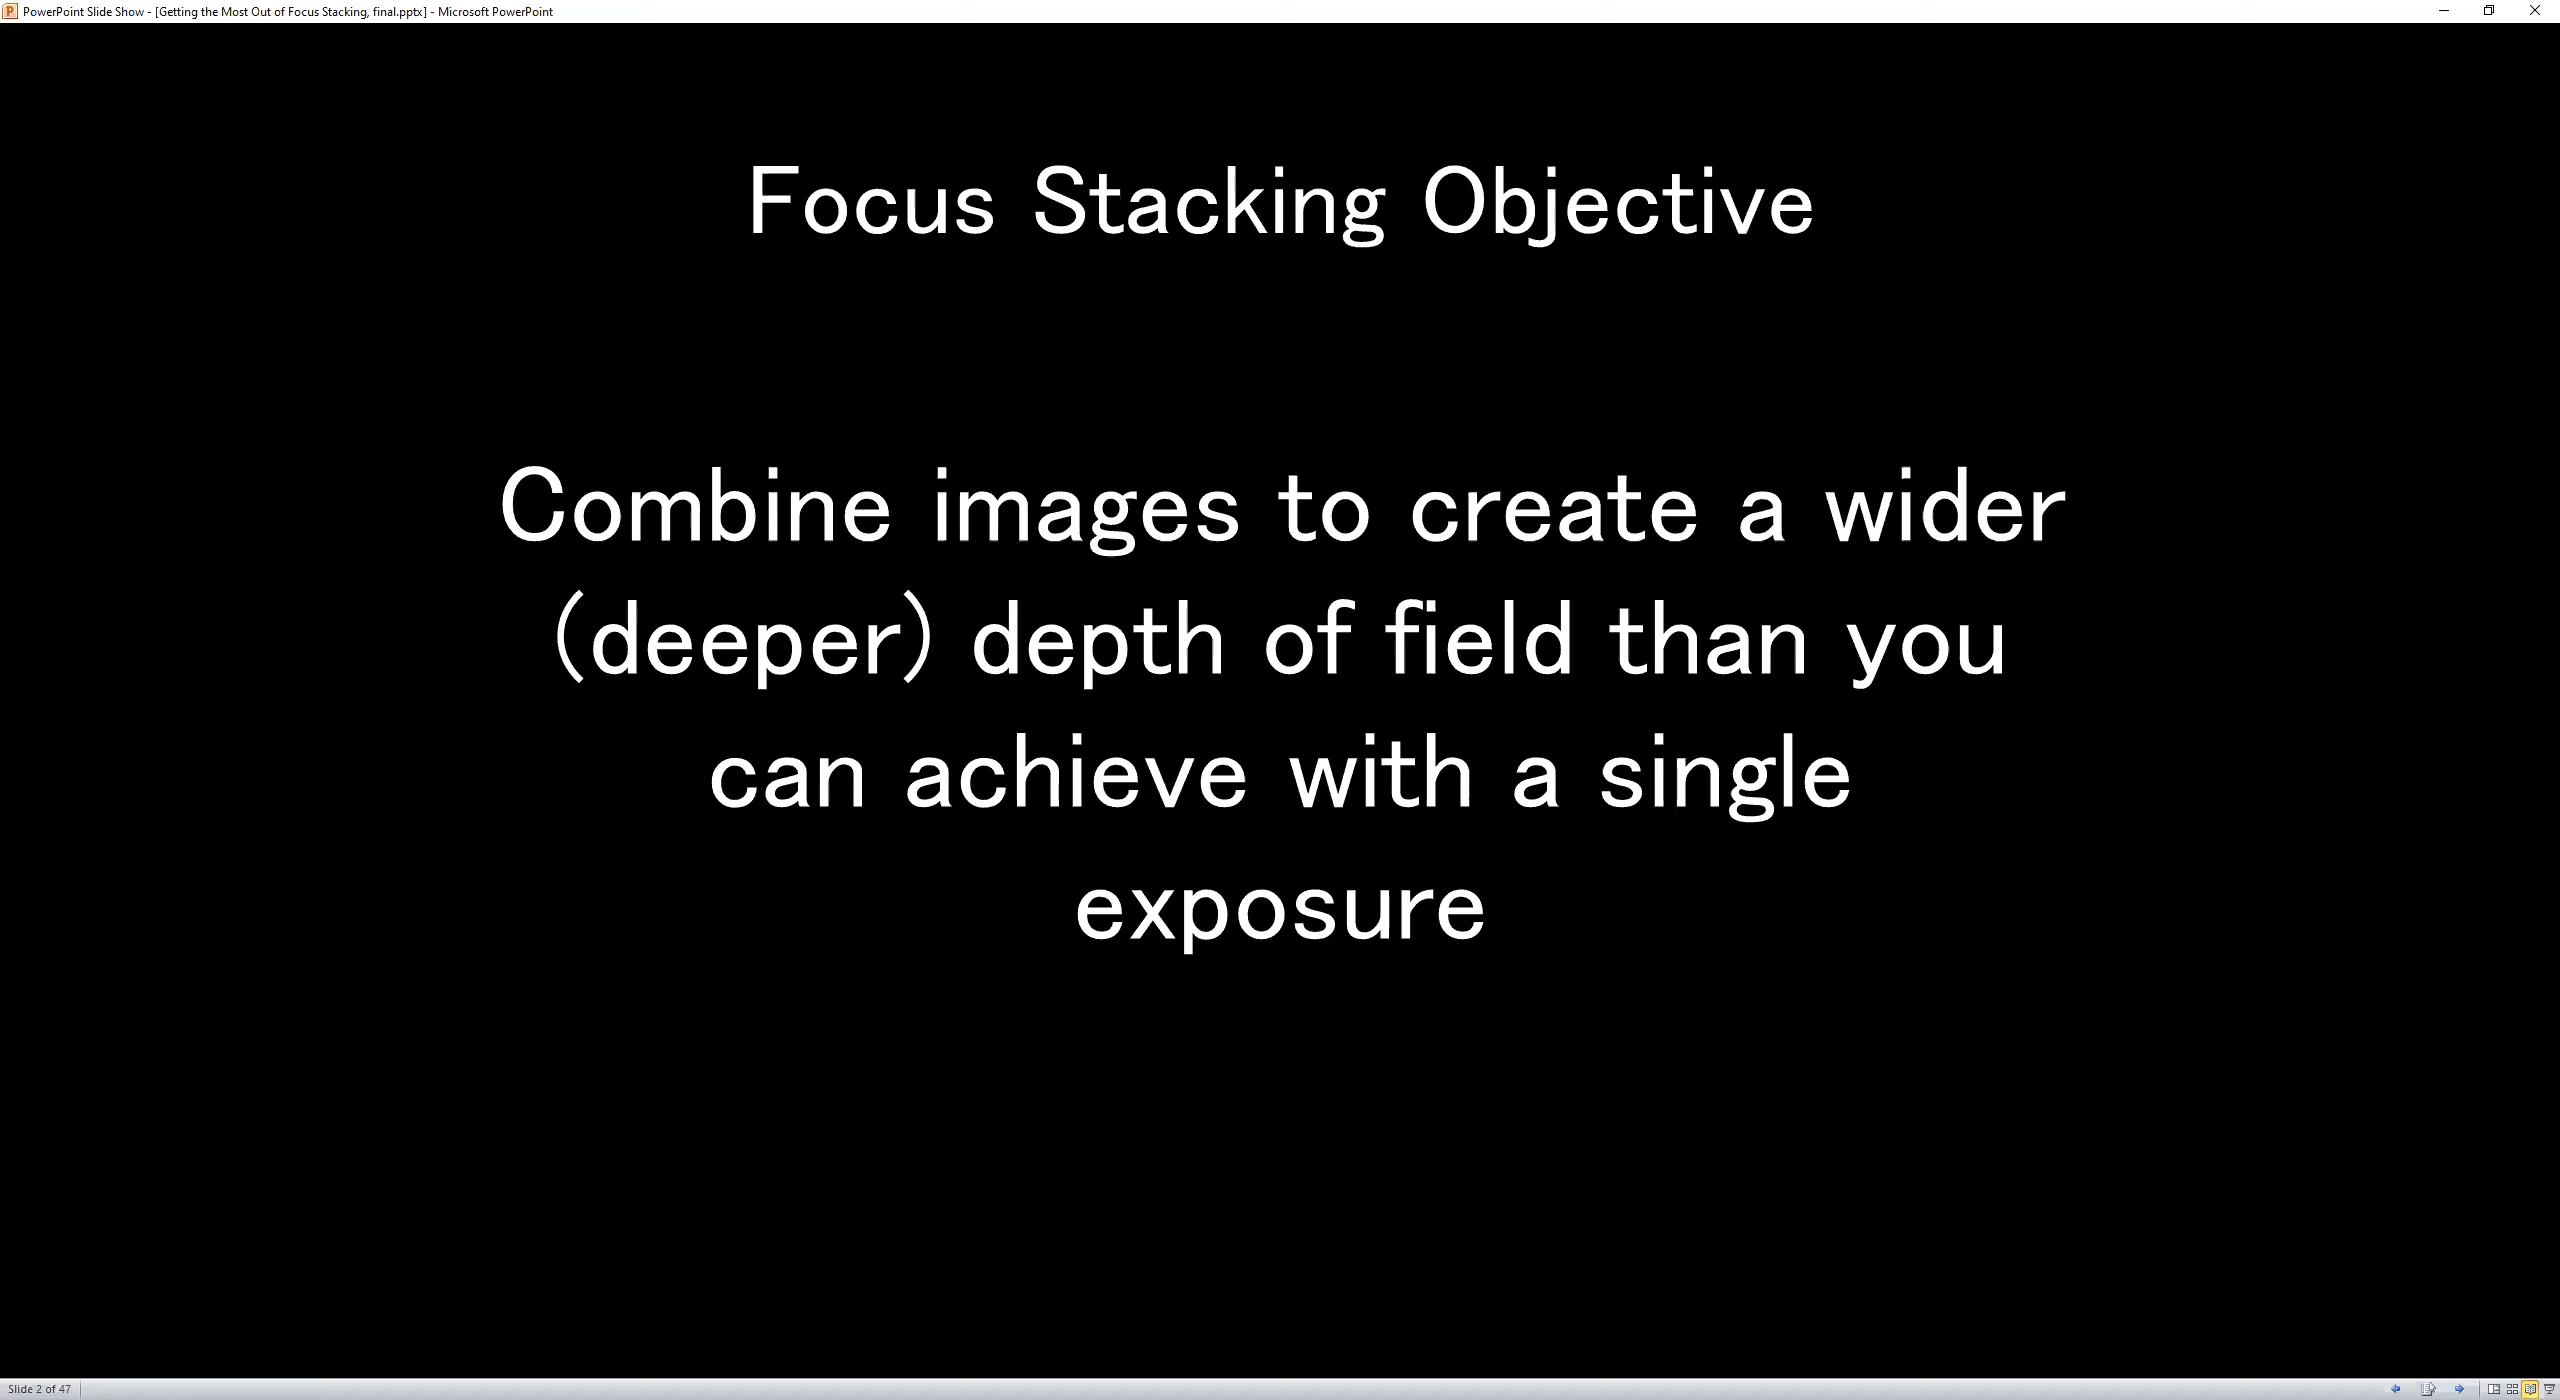 PowerPoint Slide Show - [Getting the Most Out of Focus Stacking, final.pptx] - Microsoft PowerPoint
Focus Stacking Objective
Combine images to create a wider
(deeper) depth of field than you
can achieve with a single
exposure
Slide 2 of 47